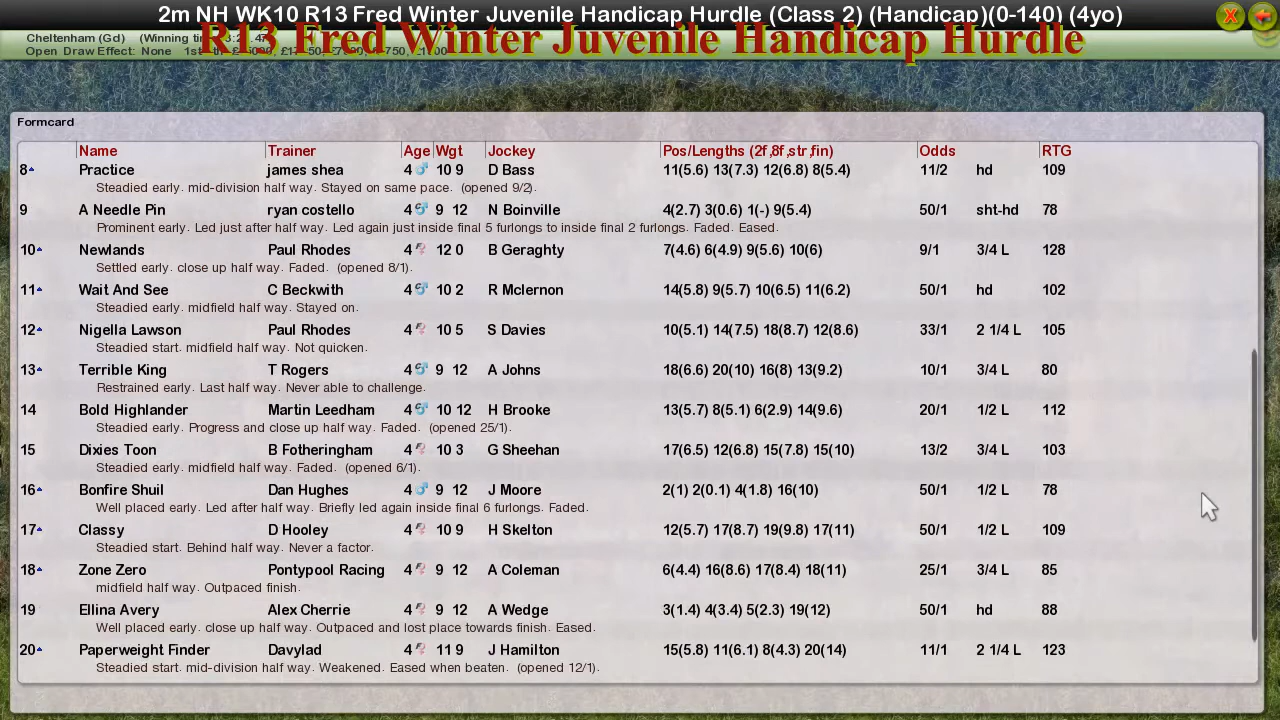 2m NH WK10 R13 Fred Winter Juvenile Handicap Hurdle (Class 2) (Handicap)(0-140) (4yo)
R13 Fred Winter Juvenile Handicap Hurdle
Cheltenham (Gd) (Winning
Open Draw Effect: None
Formcard
Name Trainer Age Wgt Jockey Pos/Lengths (2f,8f,str,fin) Odds RTG
8 Practice james shea 4 10 9 D Bass 11(5.6) 13(7.3) 12(6.8) 8(5.4) 11/2 hd 109
Steadied early. mid-division half way. Stayed on same pace. (opened 9/2).
9 A Needle Pin ryan costello 4 9 12 N Boinville 4(2.7) 3(0.6) 1(-) 9(5.4) 50/1 sht-hd 78
Prominent early. Led just after half way. Led again just inside final 5 furlongs to inside final 2 furlongs. Faded. Eased.
10 Newlands Paul Rhodes 4 12 0 B Geraghty 7(4.6) 6(4.9) 9(5.6) 10(6) 9/1 3/4 L 128
Settled early. close up half way. Faded. (opened 8/1).
11 Wait And See C Beckwith 4 10 2 R Mclernon 14(5.8) 9(5.7) 10(6.5) 11(6.2) 50/1 hd 102
Steadied early. midfield half way. Stayed on.
12 Nigella Lawson Paul Rhodes 4 10 5 S Davies 10(5.1) 14(7.5) 18(8.7) 12(8.6) 33/1 2 1/4 L 105
Steadied start. midfield half way. Not quicken.
13 Terrible King T Rogers 4 9 12 A Johns 18(6.6) 20(10) 16(8) 13(9.2) 10/1 3/4 L 80
Restrained early. Last half way. Never able to challenge.
14 Bold Highlander Martin Leedham 4 10 12 H Brooke 13(5.7) 8(5.1) 6(2.9) 14(9.6) 20/1 1/2 L 112
Steadied early. Progress and close up half way. Faded. (opened 25/1).
15 Dixies Toon B Fotheringham 4 10 3 G Sheehan 17(6.5) 12(6.8) 15(7.8) 15(10) 13/2 3/4 L 103
Steadied early. midfield half way. Faded. (opened 6/1).
16 Bonfire Shuil Dan Hughes 4 9 12 J Moore 2(1) 2(0.1) 4(1.8) 16(10) 50/1 1/2 L 78
Well placed early. Led after half way. Briefly led again inside final 6 furlongs. Faded.
17 Classy D Hooley 4 10 9 H Skelton 12(5.7) 17(8.7) 19(9.8) 17(11) 50/1 1/2 L 109
Steadied start. Behind half way. Never a factor.
18 Zone Zero Pontypool Racing 4 9 12 A Coleman 6(4.4) 16(8.6) 17(8.4) 18(11) 25/1 3/4 L 85
midfield half way. Outpaced finish.
19 Ellina Avery Alex Cherrie 4 9 12 A Wedge 3(1.4) 4(3.4) 5(2.3) 19(12) 50/1 hd 88
Well placed early. close up half way. Outpaced and lost place towards finish. Eased.
20 Paperweight Finder Davylad 4 11 9 J Hamilton 15(5.8) 11(6.1) 8(4.3) 20(14) 11/1 2 1/4 L 123
Steadied start. mid-division half way. Weakened. Eased when beaten. (opened 12/1).